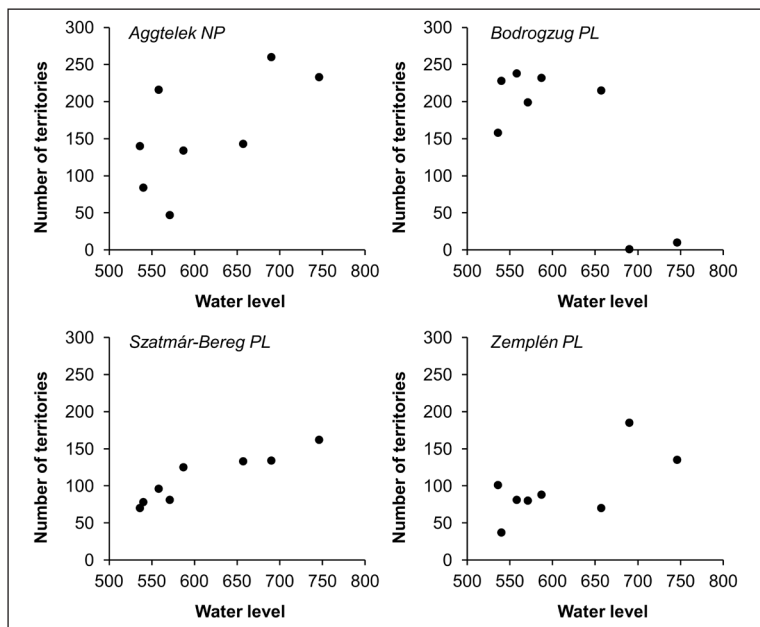 Aggtelek NP
Number of territories
300
250
200
150
100
50
0
500 550 600 650 700 750 800
Water level
Bodrogzug PL
Number of territories
300
250
200
150
100
50
0
500 550 600 650 700 750 800
Water level
Szatmár-Bereg PL
Number of territories
300
250
200
150
100
50
0
500 550 600 650 700 750 800
Water level
Zemplén PL
Number of territories
300
250
200
150
100
50
0
500 550 600 650 700 750 800
Water level